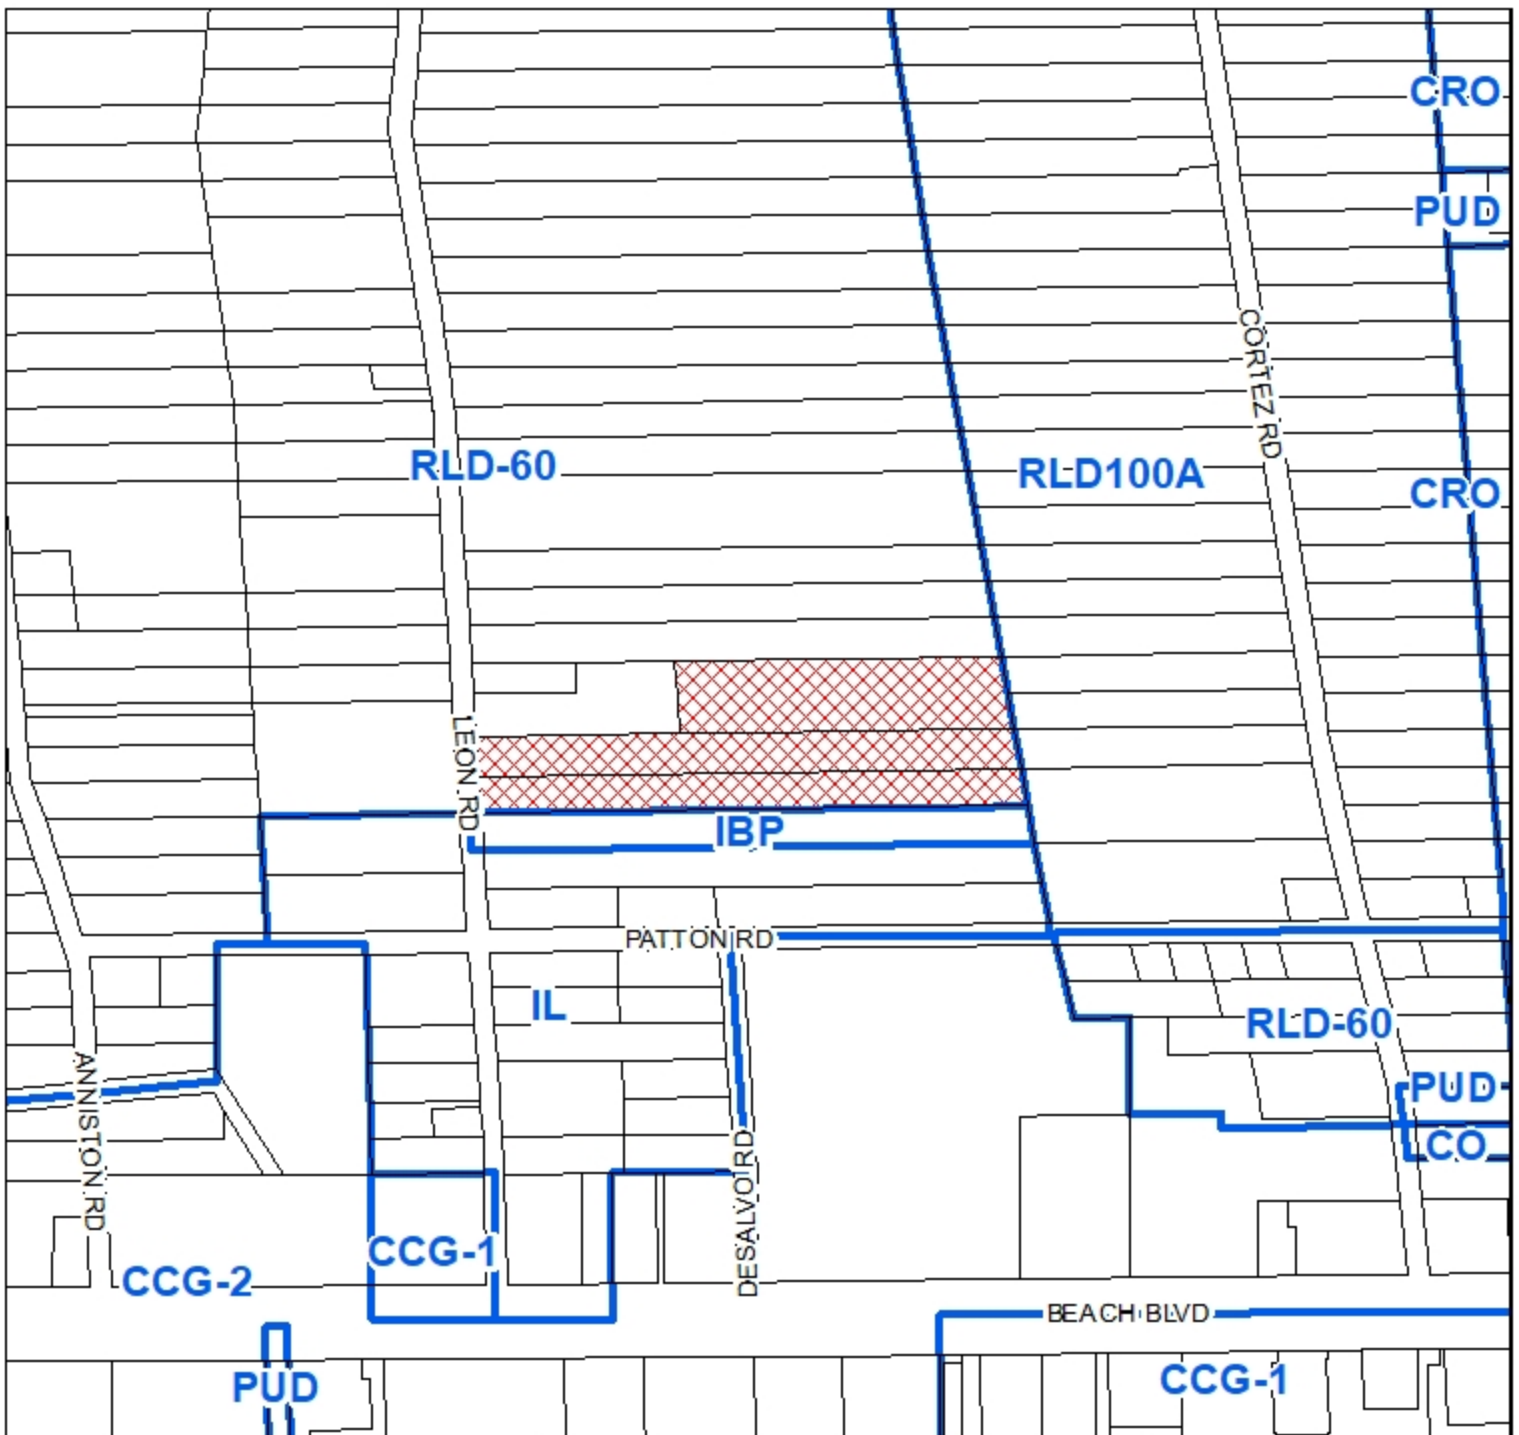 CRO
PUD
CORTEZ RD
RLD-60
RLD100A
CRO
LEON RD
IBP
PATTON RD
IL
RLD-60
ANNISTON RD
PUD
CO
DESALVO RD
CCG-1
CCG-2
BEACH BLVD
PUD
CCG-1